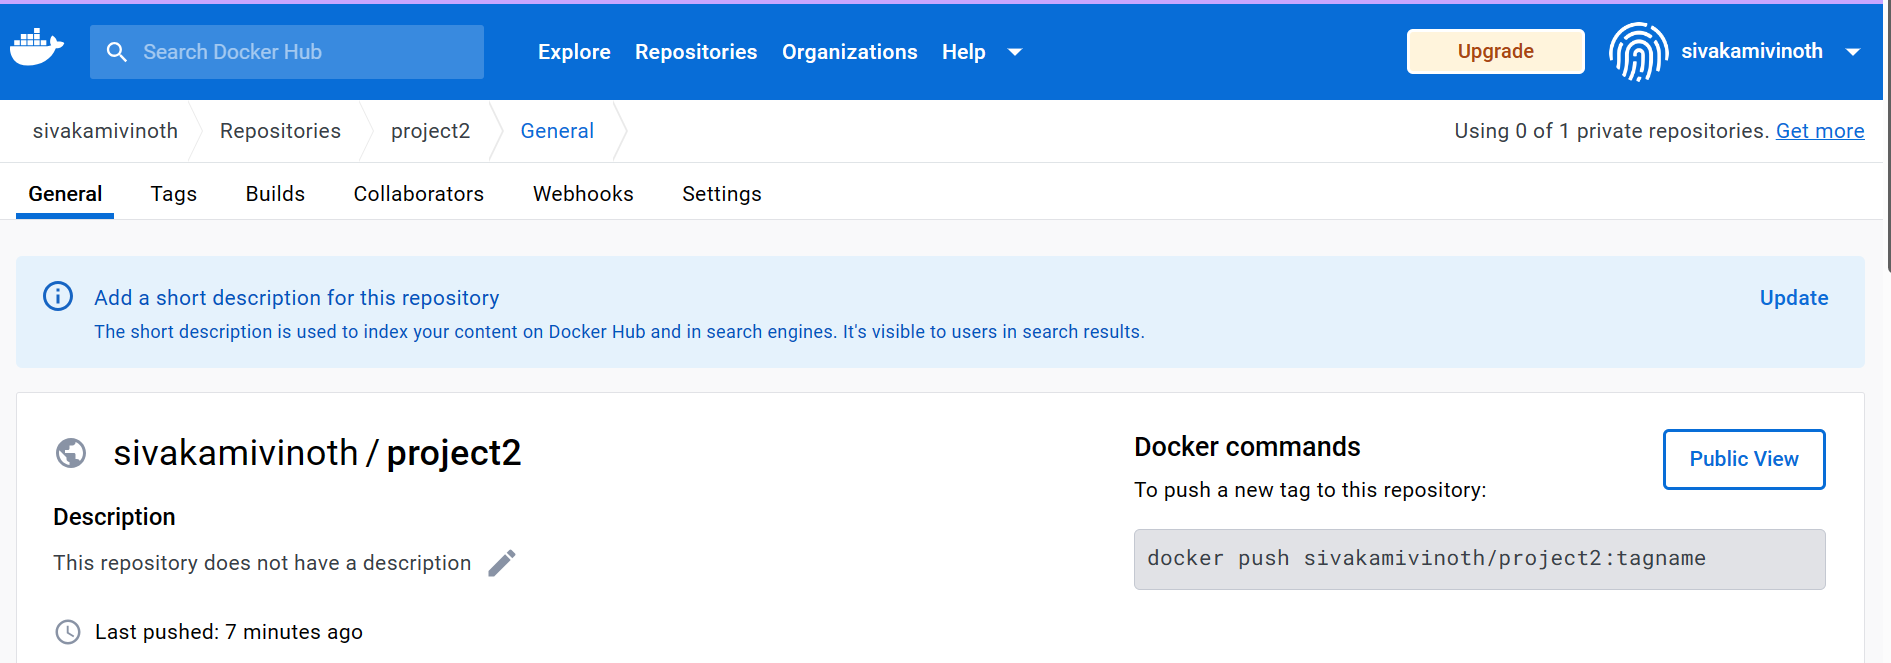 Search Docker Hub Explore Repositories Organizations Help Upgrade sivakamivinoth
sivakamivinoth Repositories project2 General Using 0 of 1 private repositories. Get more
General Tags Builds Collaborators Webhooks Settings
Add a short description for this repository Update
The short description is used to index your content on Docker Hub and in search engines. It's visible to users in search results.
sivakamivinoth / project2
Description
This repository does not have a description
Last pushed: 7 minutes ago
Docker commands
Public View
To push a new tag to this repository:
docker push sivakamivinoth/project2:tagname